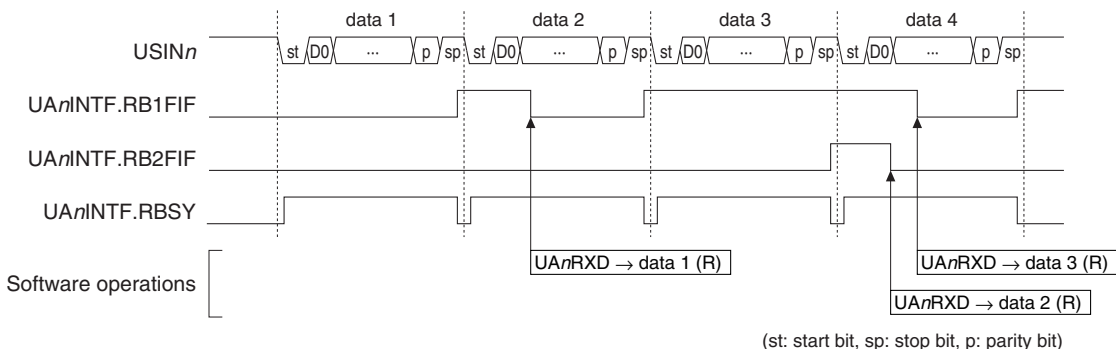 data 1 data 2 data 3 data 4
USINn st D0 ... p sp st D0 ... p sp st D0 ... p sp st D0 ... p sp
UAnINTF.RB1FIF
UAnINTF.RB2FIF
UAnINTF.RBSY
UAnRXD → data 1 (R) UAnRXD → data 3 (R)
Software operations
UAnRXD → data 2 (R)
(st: start bit, sp: stop bit, p: parity bit)